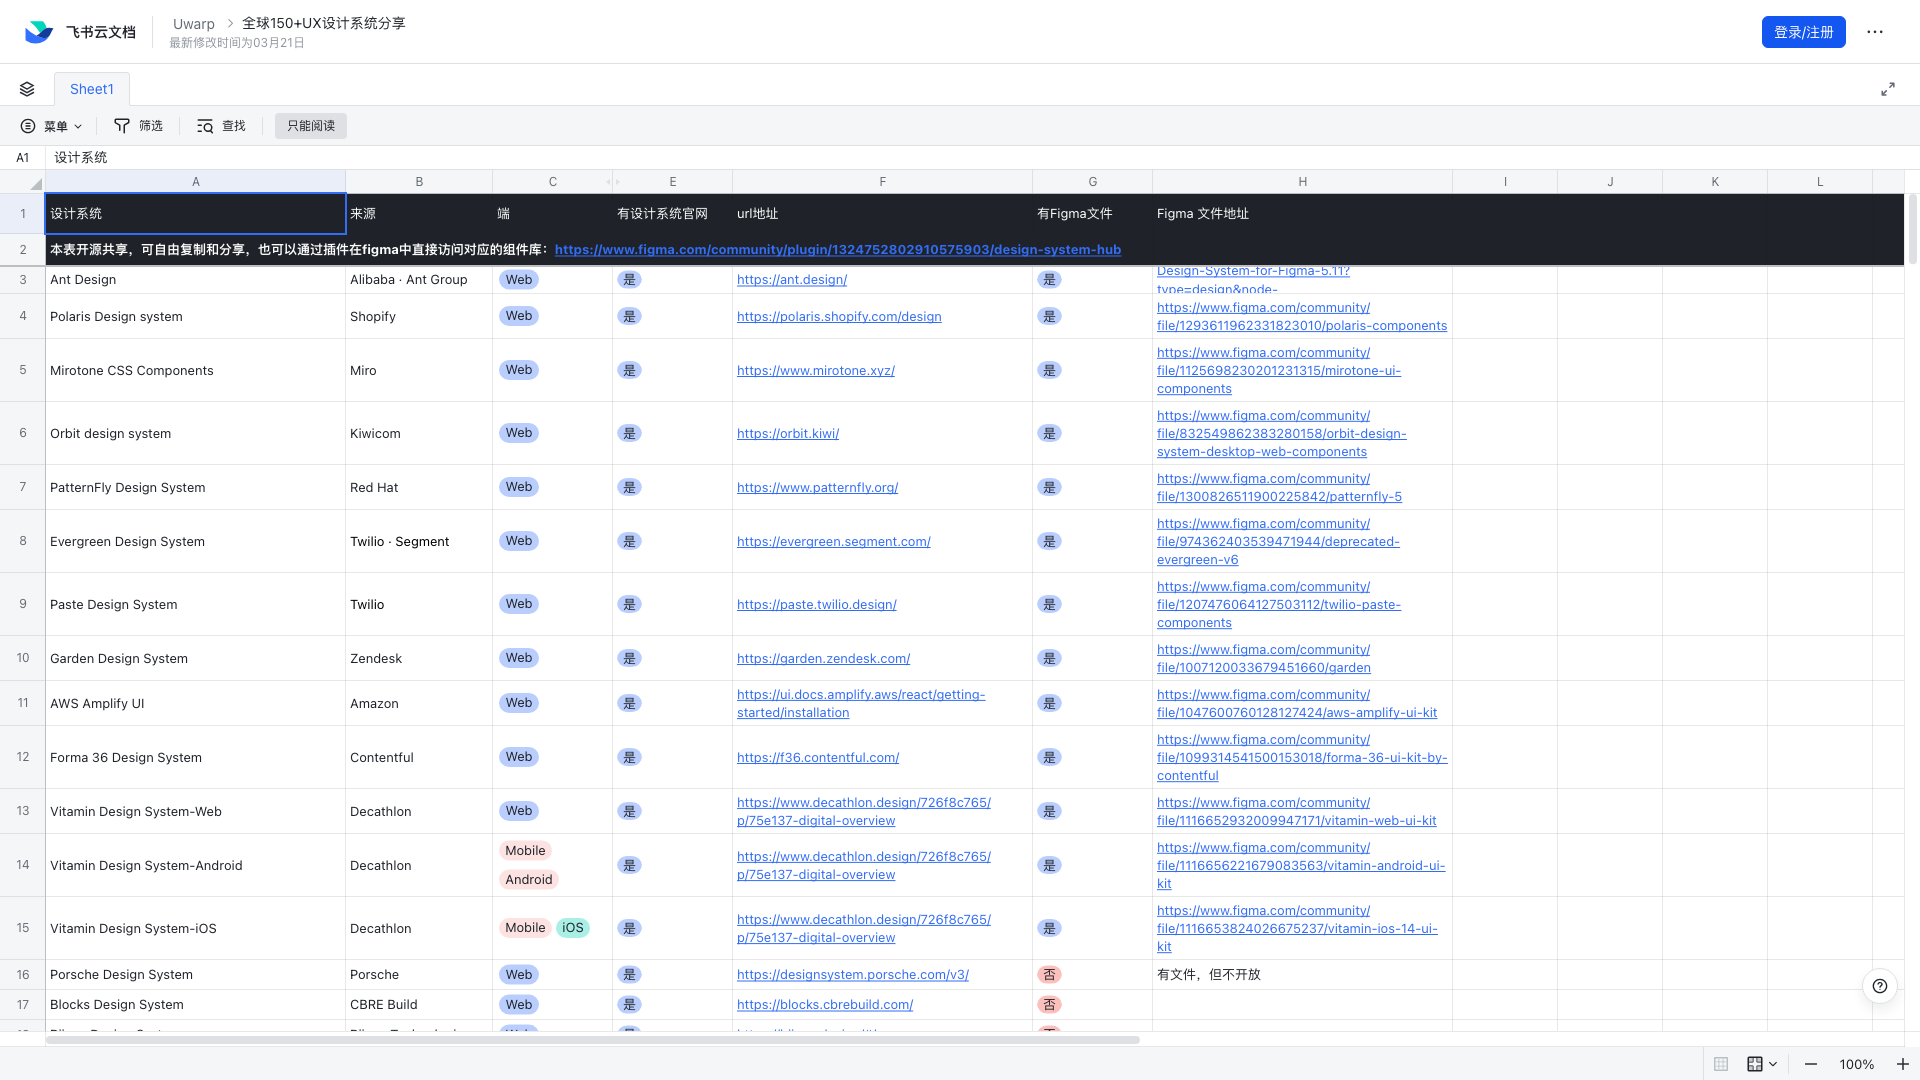 飞书云文档
Uwarp > 全球150+UX设计系统分享
最新修改时间为03月21日
登录/注册
Sheet1
菜单 筛选 查找 只能阅读
A1 设计系统
A B C E F G H I J K L
1 设计系统 来源 端 有设计系统官网 url地址 有Figma文件 Figma 文件地址
2 本表开源共享，可自由复制和分享，也可以通过插件在figma中直接访问对应的组件库：https://www.figma.com/community/plugin/1324752802910575903/design-system-hub
3 Ant Design Alibaba · Ant Group Web 是 https://ant.design/ 是
Design-System-for-Figma-5.11?
type=design&node-
4 Polaris Design system Shopify Web 是 https://polaris.shopify.com/design 是
https://www.figma.com/community/
file/1293611962331823010/polaris-components
5 Mirotone CSS Components Miro Web 是 https://www.mirotone.xyz/ 是
https://www.figma.com/community/
file/1125698230201231315/mirotone-ui-
components
6 Orbit design system Kiwicom Web 是 https://orbit.kiwi/ 是
https://www.figma.com/community/
file/832549862383280158/orbit-design-
system-desktop-web-components
7 PatternFly Design System Red Hat Web 是 https://www.patternfly.org/ 是
https://www.figma.com/community/
file/1300826511900225842/patternfly-5
8 Evergreen Design System Twilio · Segment Web 是 https://evergreen.segment.com/ 是
https://www.figma.com/community/
file/974362403539471944/deprecated-
evergreen-v6
9 Paste Design System Twilio Web 是 https://paste.twilio.design/ 是
https://www.figma.com/community/
file/1207476064127503112/twilio-paste-
components
10 Garden Design System Zendesk Web 是 https://garden.zendesk.com/ 是
https://www.figma.com/community/
file/1007120033679451660/garden
11 AWS Amplify UI Amazon Web 是
https://ui.docs.amplify.aws/react/getting-
started/installation
是
https://www.figma.com/community/
file/1047600760128127424/aws-amplify-ui-kit
12 Forma 36 Design System Contentful Web 是 https://f36.contentful.com/ 是
https://www.figma.com/community/
file/1099314541500153018/forma-36-ui-kit-by-
contentful
13 Vitamin Design System-Web Decathlon Web 是
https://www.decathlon.design/726f8c765/
p/75e137-digital-overview
是
https://www.figma.com/community/
file/1116652932009947171/vitamin-web-ui-kit
14 Vitamin Design System-Android Decathlon
Mobile
Android
是
https://www.decathlon.design/726f8c765/
p/75e137-digital-overview
是
https://www.figma.com/community/
file/1116656221679083563/vitamin-android-ui-
kit
15 Vitamin Design System-iOS Decathlon Mobile iOS 是
https://www.decathlon.design/726f8c765/
p/75e137-digital-overview
是
https://www.figma.com/community/
file/1116653824026675237/vitamin-ios-14-ui-
kit
16 Porsche Design System Porsche Web 是 https://designsystem.porsche.com/v3/ 否 有文件，但不开放
17 Blocks Design System CBRE Build Web 是 https://blocks.cbrebuild.com/ 否
100%